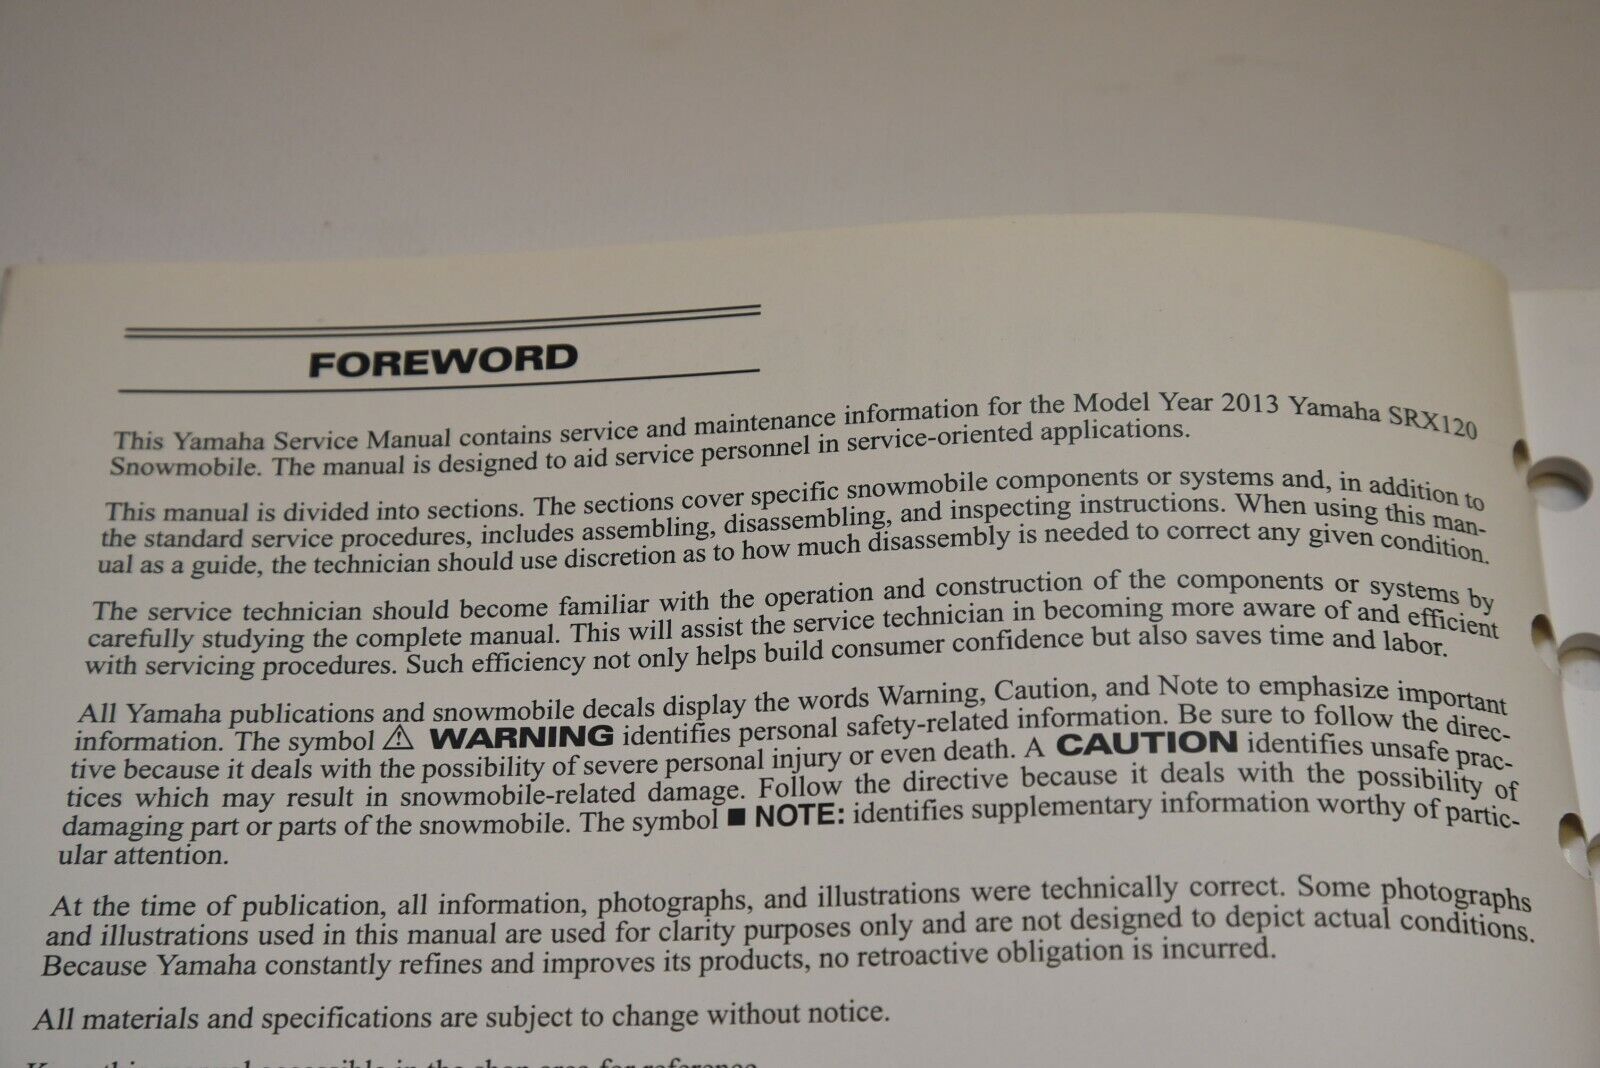 FOREWORD
This Yamaha Service Manual contains service and maintenance information for the Model Year 2013 Yamaha SRX120
Snowmobile. The manual is designed to aid service personnel in service-oriented applications.
This manual is divided into sections. The sections cover specific snowmobile components or systems and, in addition to
the standard service procedures, includes assembling, disassembling, and inspecting instructions. When using this man-
ual as a guide, the technician should use discretion as to how much disassembly is needed to correct any given condition.
The service technician should become familiar with the operation and construction of the components or systems by
carefully studying the complete manual. This will assist the service technician in becoming more aware of and efficient
with servicing procedures. Such efficiency not only helps build consumer confidence but also saves time and labor.
All Yamaha publications and snowmobile decals display the words Warning, Caution, and Note to emphasize important
information. The symbol ⚠ WARNING identifies personal safety-related information. Be sure to follow the direc-
tive because it deals with the possibility of severe personal injury or even death. A CAUTION identifies unsafe prac-
tices which may result in snowmobile-related damage. Follow the directive because it deals with the possibility of
damaging part or parts of the snowmobile. The symbol ■ NOTE: identifies supplementary information worthy of partic-
ular attention.
At the time of publication, all information, photographs, and illustrations were technically correct. Some photographs
and illustrations used in this manual are used for clarity purposes only and are not designed to depict actual conditions.
Because Yamaha constantly refines and improves its products, no retroactive obligation is incurred.
All materials and specifications are subject to change without notice.
Keep this manual accessible in the shop area for reference.